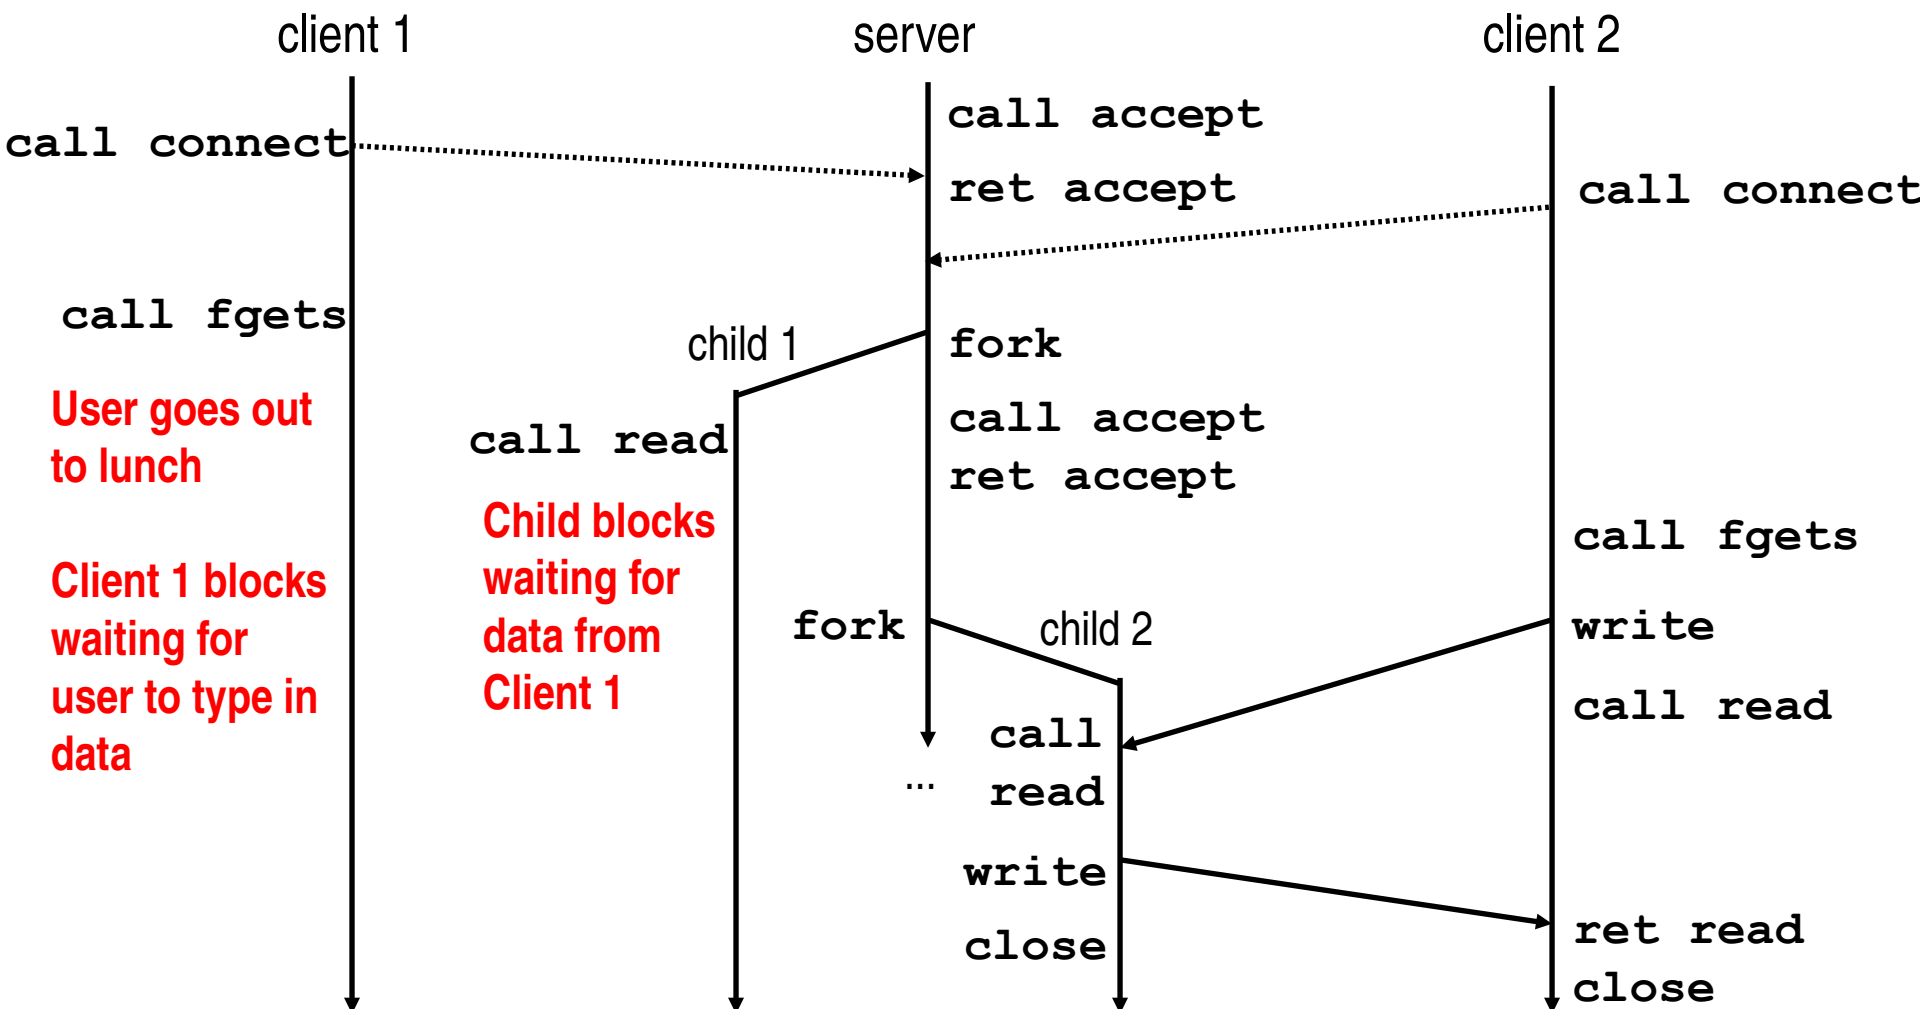 client 1
server
client 2
call connect
call accept
ret accept
call connect
call fgets
child 1
fork
User goes out
to lunch
call read
call accept
ret accept
Child blocks
waiting for
data from
Client 1
call fgets
Client 1 blocks
waiting for
user to type in
data
fork
child 2
write
call read
call
read
...
write
close
ret read
close